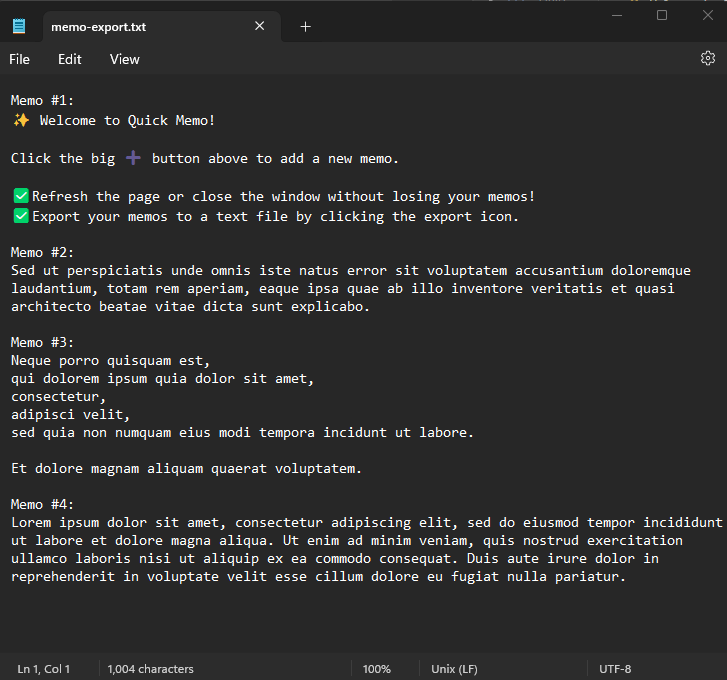 memo-export.txt
File Edit View
Memo #1:
✨ Welcome to Quick Memo!
Click the big ➕ button above to add a new memo.
✅Refresh the page or close the window without losing your memos!
✅Export your memos to a text file by clicking the export icon.
Memo #2:
Sed ut perspiciatis unde omnis iste natus error sit voluptatem accusantium doloremque
laudantium, totam rem aperiam, eaque ipsa quae ab illo inventore veritatis et quasi
architecto beatae vitae dicta sunt explicabo.
Memo #3:
Neque porro quisquam est,
qui dolorem ipsum quia dolor sit amet,
consectetur,
adipisci velit,
sed quia non numquam eius modi tempora incidunt ut labore.
Et dolore magnam aliquam quaerat voluptatem.
Memo #4:
Lorem ipsum dolor sit amet, consectetur adipiscing elit, sed do eiusmod tempor incididunt
ut labore et dolore magna aliqua. Ut enim ad minim veniam, quis nostrud exercitation
ullamco laboris nisi ut aliquip ex ea commodo consequat. Duis aute irure dolor in
reprehenderit in voluptate velit esse cillum dolore eu fugiat nulla pariatur.
Ln 1, Col 1 1,004 characters 100% Unix (LF) UTF-8